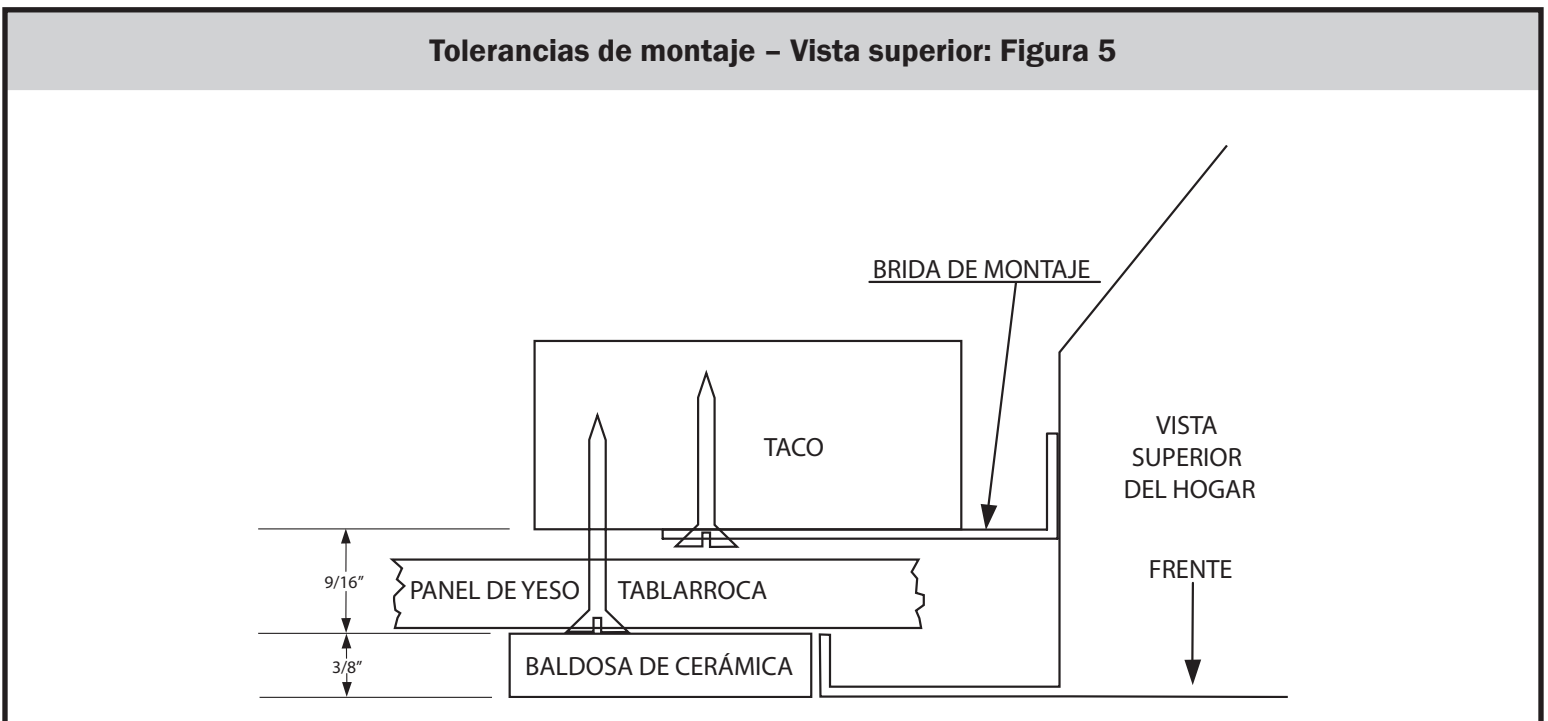 Tolerancias de montaje – Vista superior: Figura 5
BRIDA DE MONTAJE
TACO
VISTA
SUPERIOR
DEL HOGAR
9/16"
PANEL DE YESO
TABLARROCA
FRENTE
3/8"
BALDOSA DE CERÁMICA